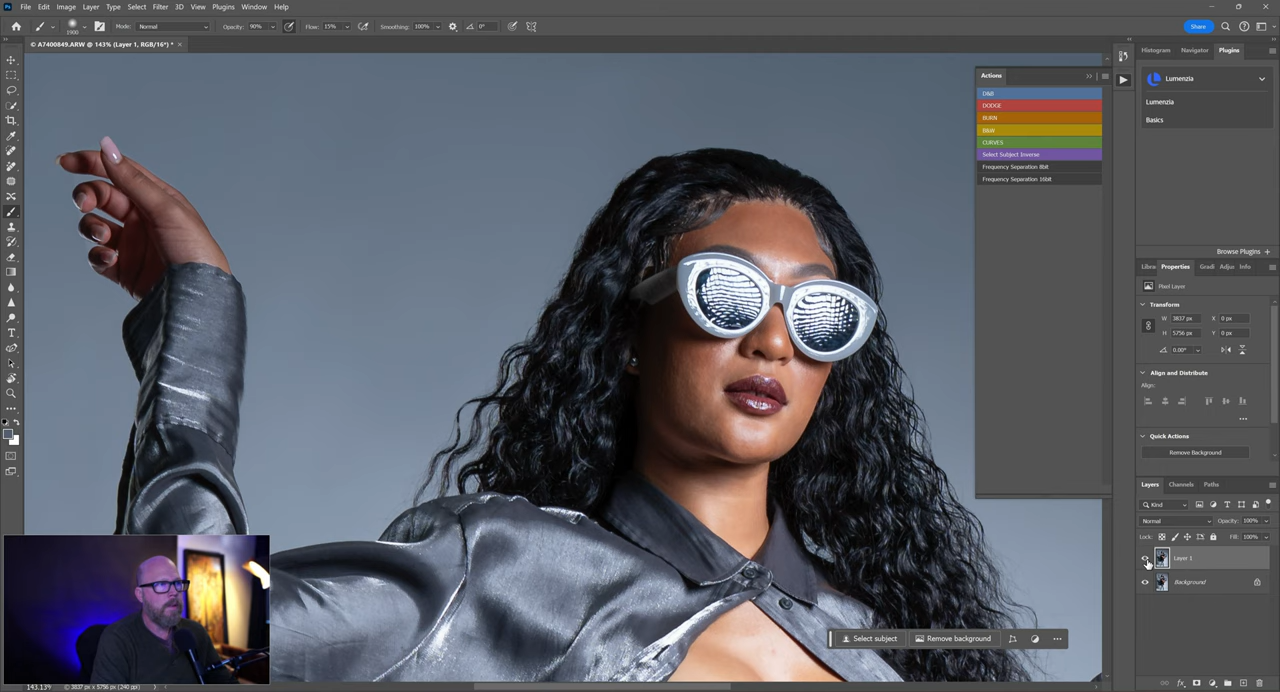 File Edit Image Layer Type Select Filter 3D View Plugins Window Help
1900 Mode: Normal Opacity: 90% Flow: 15% Smoothing: 100% 0° Share
© A7400849.ARW @ 143% (Layer 1, RGB/16*) * ×
Histogram Navigator Plugins
Actions
Lumenzia
D&B
DODGE
Lumenzia
BURN
Basics
B&W
CURVES
Select Subject Inverse
Frequency Separation 8bit
Frequency Separation 16bit
Browse Plugins +
Libra Properties Gradi Adjus Info
Pixel Layer
Transform
W 3837 px X 0 px
H 5756 px Y 0 px
0.00°
Align and Distribute
Align:
Quick Actions
Remove Background
Layers Channels Paths
Kind
Normal Opacity: 100%
Lock: Fill: 100%
Layer 1
Background
Select subject Remove background
143.13% © 3837 px x 5756 px (240 ppi)